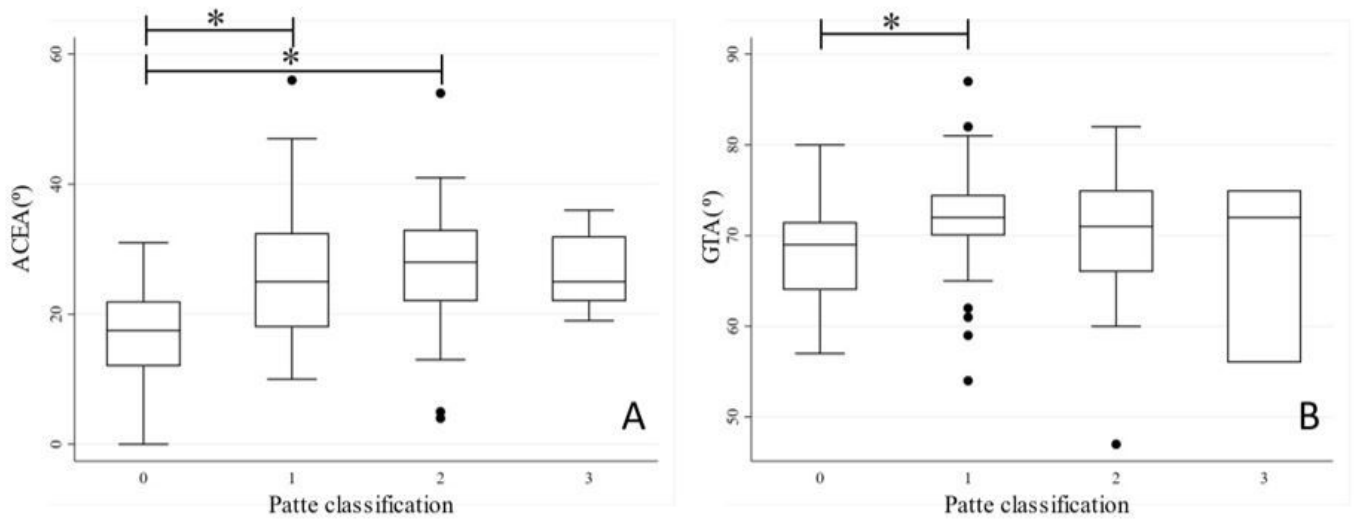 *
*
60
40
20
0
ACEA(º)
0 1 2 3
Patte classification
A
*
90
80
70
60
50
GTA(º)
0 1 2 3
Patte classification
B